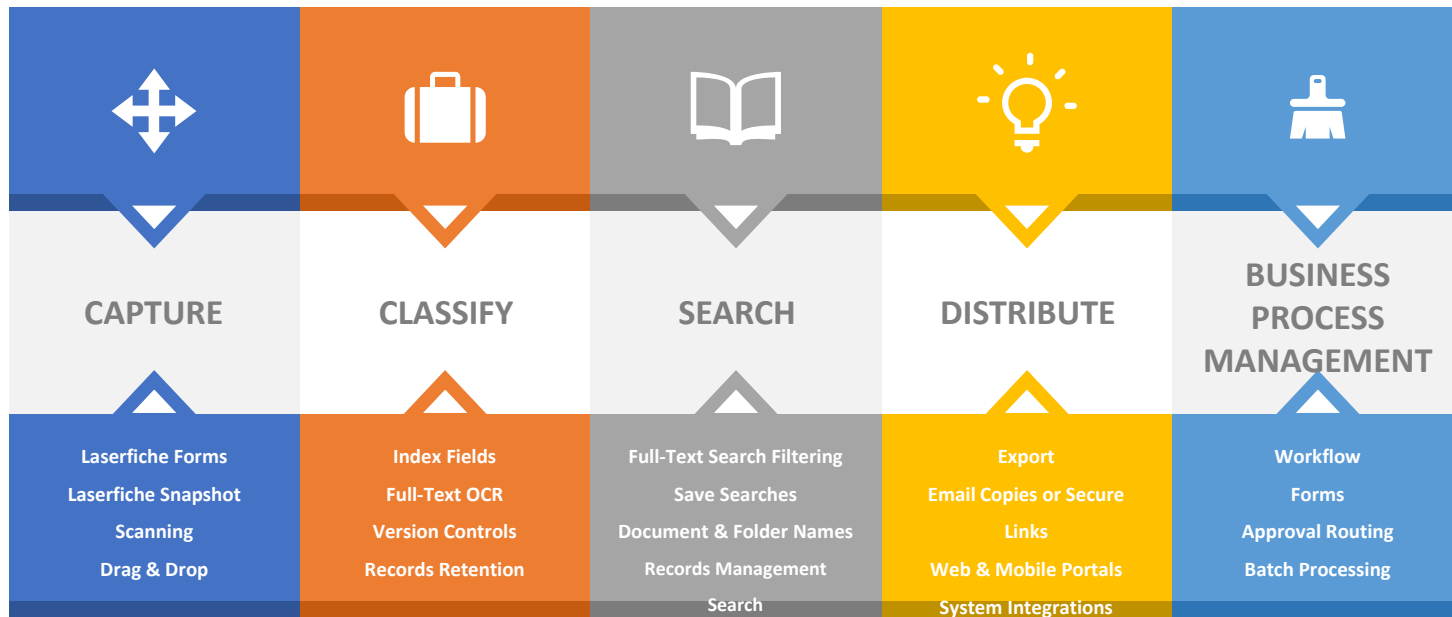 CAPTURE
Laserfiche Forms
Laserfiche Snapshot
Scanning
Drag & Drop
CLASSIFY
Index Fields
Full-Text OCR
Version Controls
Records Retention
SEARCH
Full-Text Search Filtering
Save Searches
Document & Folder Names
Records Management
Search
DISTRIBUTE
Export
Email Copies or Secure
Links
Web & Mobile Portals
System Integrations
BUSINESS
PROCESS
MANAGEMENT
Workflow
Forms
Approval Routing
Batch Processing